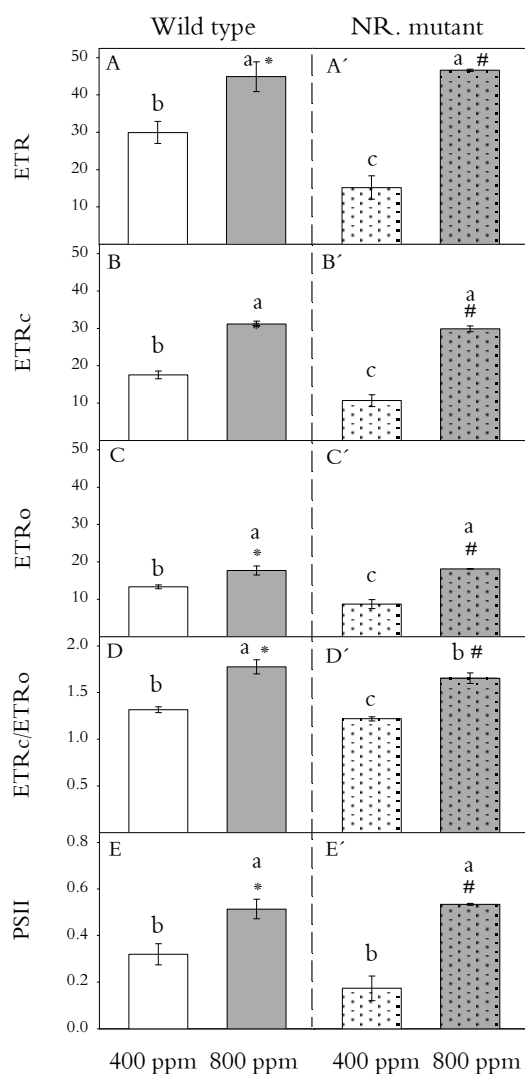 Wild type NR. mutant
ETR
A
50
40
30
20
10
b
a *
A´
c
a #
ETRc
B
50
40
30
20
10
b
a
*
B´
c
a
#
ETRo
C
50
40
30
20
10
b
a
*
C´
c
a
#
ETRc/ETRo
D
2.0
1.5
1.0
0.5
b
a *
D´
c
b #
PSII
E
0.8
0.6
0.4
0.2
0.0
b
a
*
E´
b
a
#
400 ppm 800 ppm 400 ppm 800 ppm